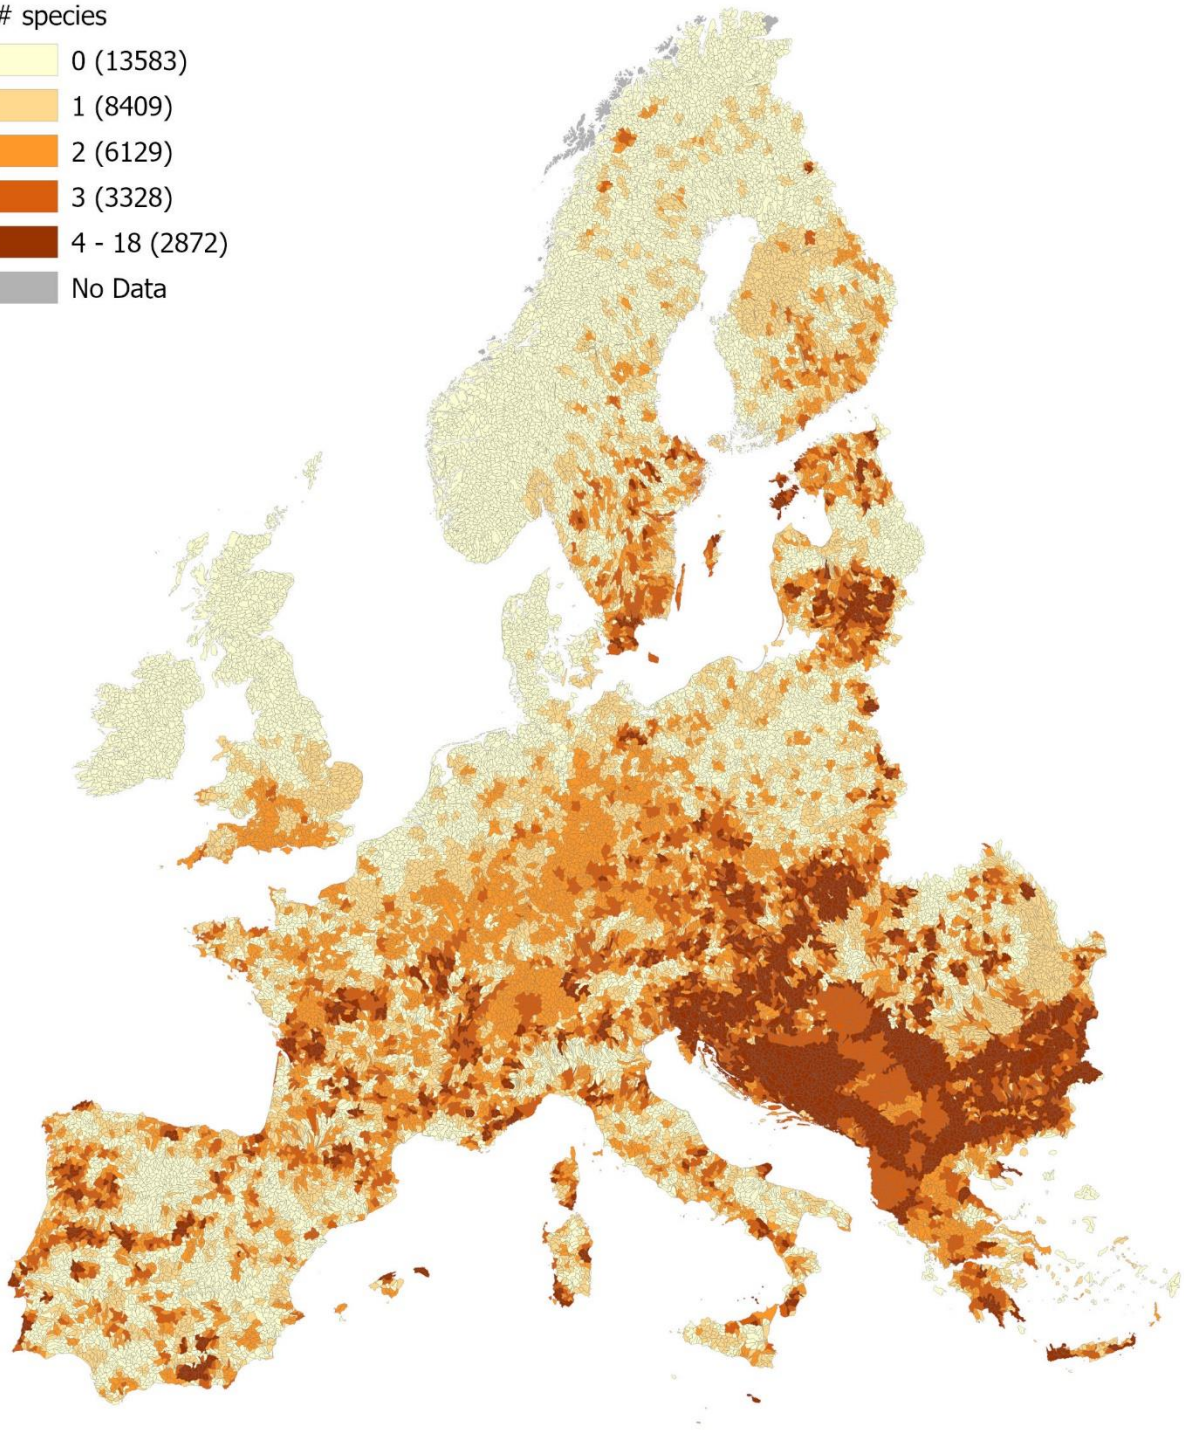 # species
0 (13583)
1 (8409)
2 (6129)
3 (3328)
4 - 18 (2872)
No Data